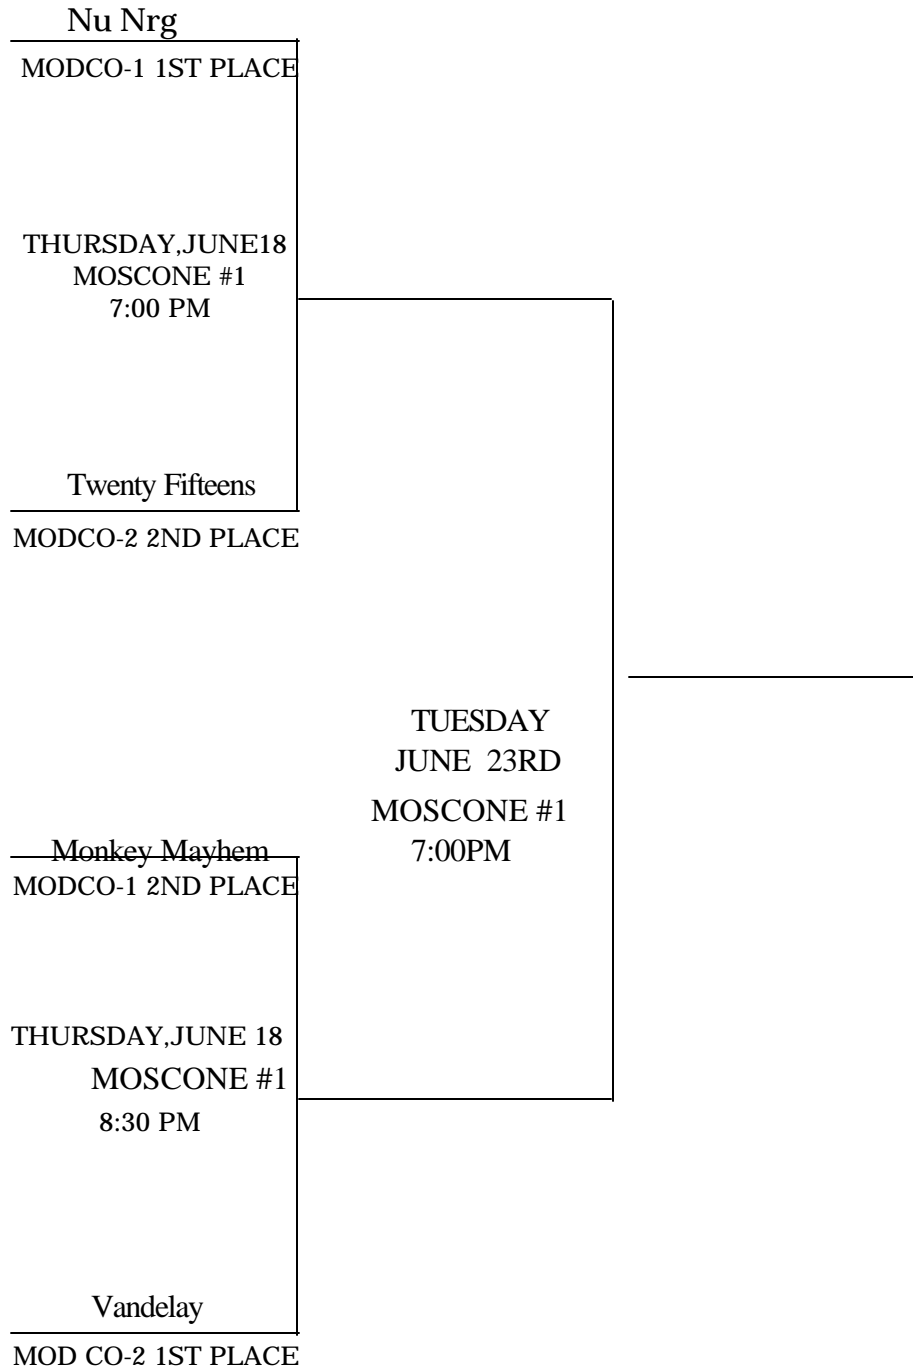 Nu Nrg
MODCO-1 1ST PLACE
THURSDAY,JUNE18
MOSCONE #1
7:00 PM
Twenty Fifteens
MODCO-2 2ND PLACE
TUESDAY
JUNE 23RD
MOSCONE #1
7:00PM
Monkey Mayhem
MODCO-1 2ND PLACE
THURSDAY,JUNE 18
MOSCONE #1
8:30 PM
Vandelay
MOD CO-2 1ST PLACE